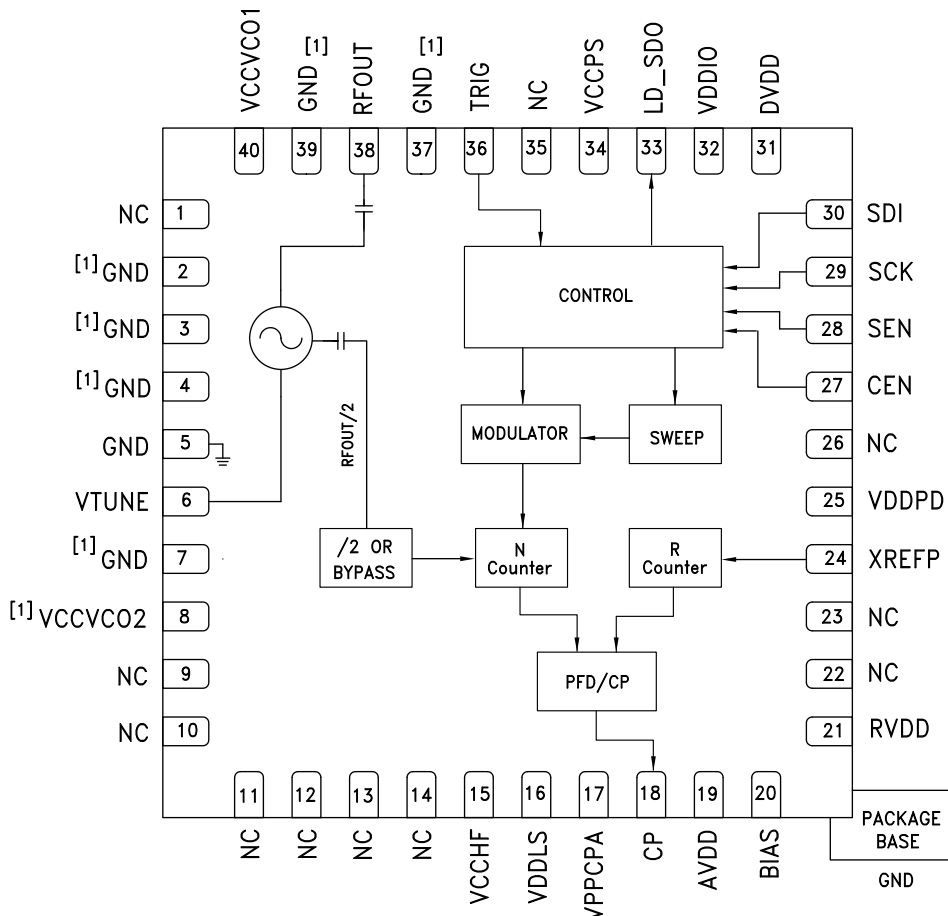 VCCVCO1
GND [1]
RFOUT
GND [1]
TRIG
NC
VCCPS
LD_SDO
VDDIO
DVDD
40
39
38
37
36
35
34
33
32
31
NC 1
[1] GND 2
[1] GND 3
[1] GND 4
GND 5
VTUNE 6
[1] GND 7
[1] VCCVCO2 8
NC 9
NC 10
30 SDI
29 SCK
28 SEN
27 CEN
26 NC
25 VDDPD
24 XREFP
23 NC
22 NC
21 RVDD
CONTROL
MODULATOR
SWEEP
RFOUT/2
/2 OR
BYPASS
N
Counter
R
Counter
PFD/CP
11
12
13
14
15
16
17
18
19
20
NC
NC
NC
NC
VCCHF
VDDLS
VPPCPA
CP
AVDD
BIAS
PACKAGE
BASE
GND